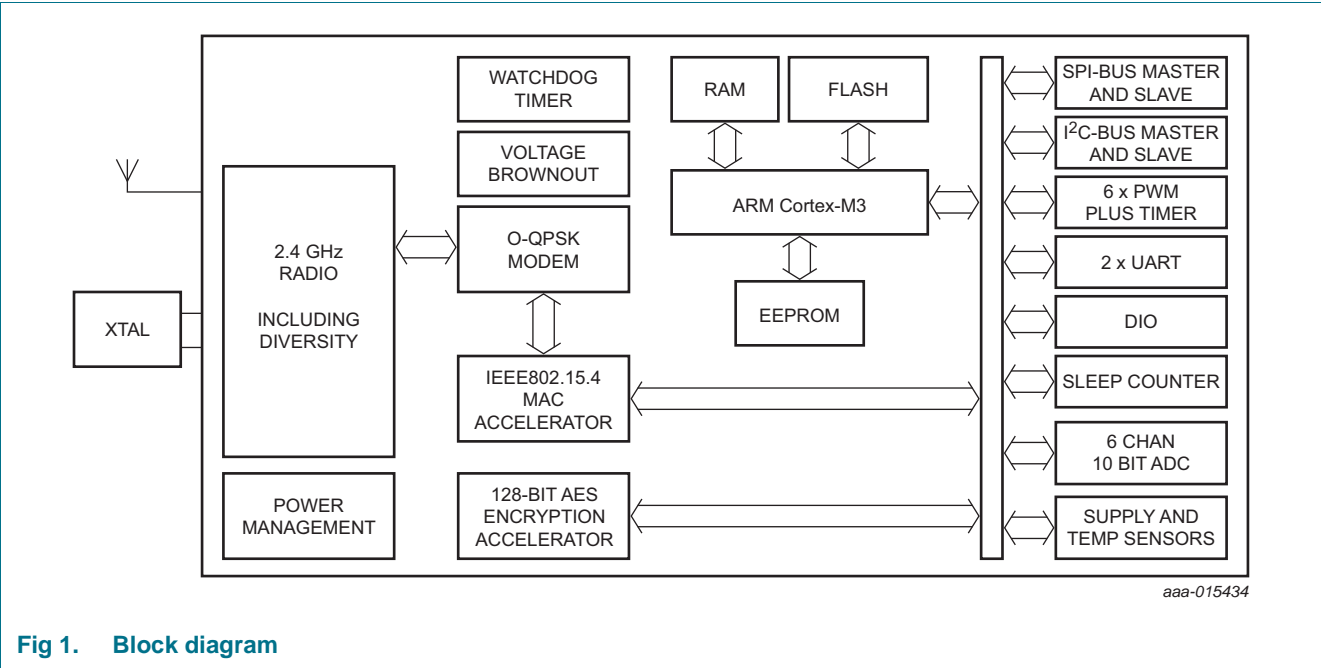 WATCHDOG
TIMER
VOLTAGE
BROWNOUT
2.4 GHz
RADIO
INCLUDING
DIVERSITY
O-QPSK
MODEM
XTAL
IEEE802.15.4
MAC
ACCELERATOR
POWER
MANAGEMENT
128-BIT AES
ENCRYPTION
ACCELERATOR
RAM
FLASH
ARM Cortex-M3
EEPROM
SPI-BUS MASTER
AND SLAVE
I²C-BUS MASTER
AND SLAVE
6 x PWM
PLUS TIMER
2 x UART
DIO
SLEEP COUNTER
6 CHAN
10 BIT ADC
SUPPLY AND
TEMP SENSORS
aaa-015434
Fig 1. Block diagram